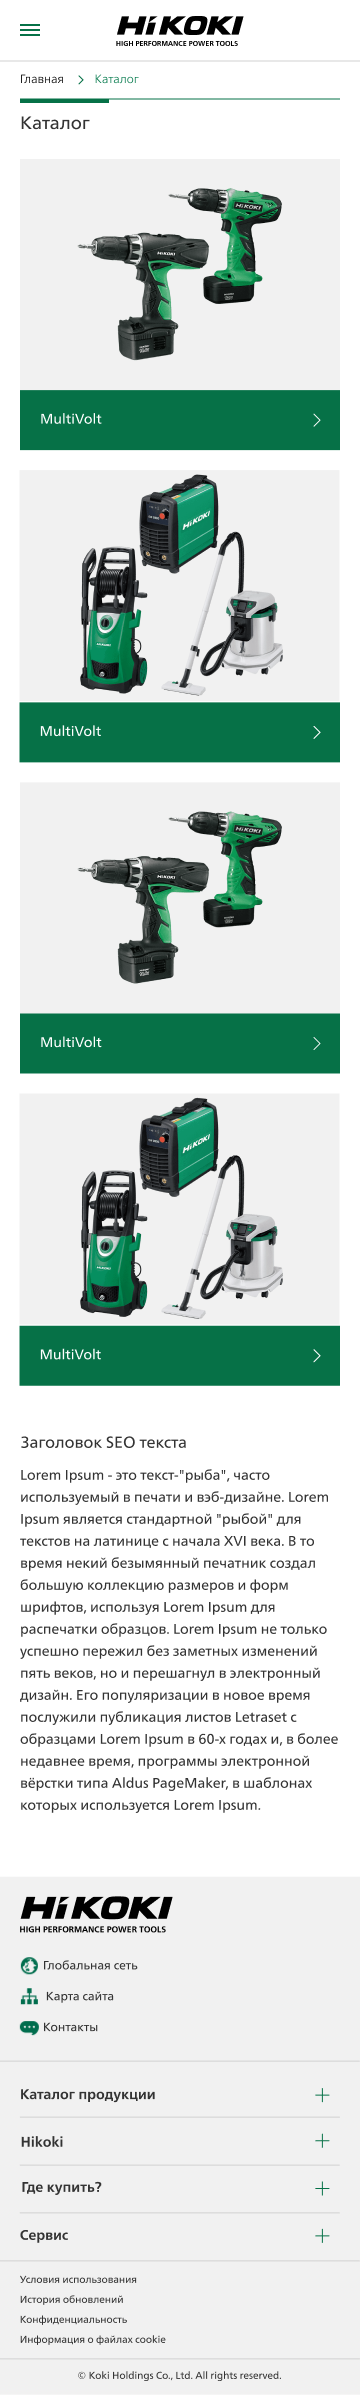 HiKOKI
HIGH PERFORMANCE POWER TOOLS
Главная > Каталог
Каталог
HiKOKI
HiKOKI
MultiVolt
HiKOKI
MultiVolt
HiKOKI
HiKOKI
MultiVolt
HiKOKI
MultiVolt
Заголовок SEO текста
Lorem Ipsum - это текст-"рыба", часто
используемый в печати и вэб-дизайне. Lorem
Ipsum является стандартной "рыбой" для
текстов на латинице с начала XVI века. В то
время некий безымянный печатник создал
большую коллекцию размеров и форм
шрифтов, используя Lorem Ipsum для
распечатки образцов. Lorem Ipsum не только
успешно пережил без заметных изменений
пять веков, но и перешагнул в электронный
дизайн. Его популяризации в новое время
послужили публикация листов Letraset с
образцами Lorem Ipsum в 60-х годах и, в более
недавнее время, программы электронной
вёрстки типа Aldus PageMaker, в шаблонах
которых используется Lorem Ipsum.
HiKOKI
HIGH PERFORMANCE POWER TOOLS
Глобальная сеть
Карта сайта
Контакты
Каталог продукции
Hikoki
Где купить?
Сервис
Условия использования
История обновлений
Конфиденциальность
Информация о файлах cookie
© Koki Holdings Co., Ltd. All rights reserved.